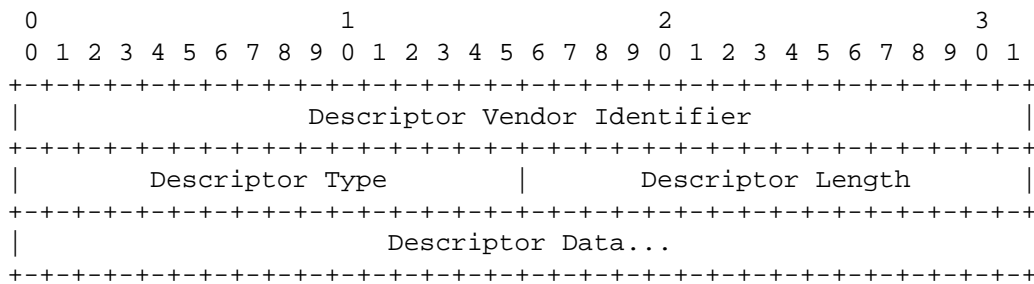 0                   1                   2                   3
 0 1 2 3 4 5 6 7 8 9 0 1 2 3 4 5 6 7 8 9 0 1 2 3 4 5 6 7 8 9 0 1
+-+-+-+-+-+-+-+-+-+-+-+-+-+-+-+-+-+-+-+-+-+-+-+-+-+-+-+-+-+-+-+-+
|                  Descriptor Vendor Identifier                 |
+-+-+-+-+-+-+-+-+-+-+-+-+-+-+-+-+-+-+-+-+-+-+-+-+-+-+-+-+-+-+-+-+
|        Descriptor Type        |       Descriptor Length       |
+-+-+-+-+-+-+-+-+-+-+-+-+-+-+-+-+-+-+-+-+-+-+-+-+-+-+-+-+-+-+-+-+
|                       Descriptor Data...
+-+-+-+-+-+-+-+-+-+-+-+-+-+-+-+-+-+-+-+-+-+-+-+-+-+-+-+-+-+-+-+-+